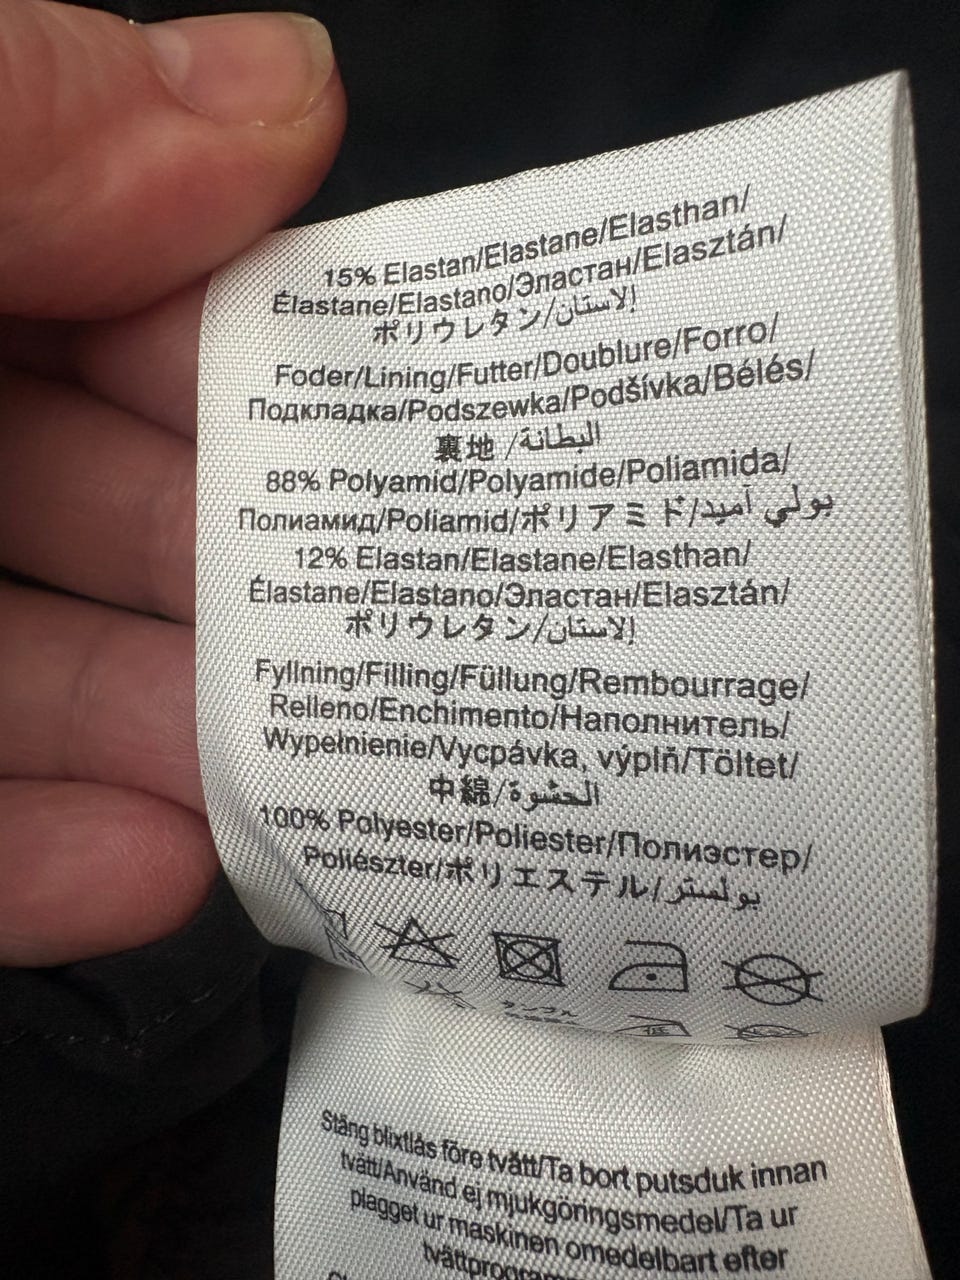 15% Elastan/Elastane/Elasthan/
Élastane/Elastano/Эластан/Elasztán/
ポリウレタン/إلاستان
Foder/Lining/Futter/Doublure/Forro/
Подкладка/Podszewka/Podšívka/Bélés/
裏地/البطانة
88% Polyamid/Polyamide/Poliamida/
Полиамид/Poliamid/ポリアミド/بولي آميد
12% Elastan/Elastane/Elasthan/
Élastane/Elastano/Эластан/Elasztán/
ポリウレタン/إلاستان
Fyllning/Filling/Füllung/Rembourrage/
Relleno/Enchimento/Наполнитель/
Wypełnienie/Vycpávka, výplň/Töltet/
中綿/الحشوة
100% Polyester/Poliester/Полиэстер/
Poliészter/ポリエステル/بولستر
低
Stäng blixtlås före tvätt/Ta bort putsduk innan
tvätt/Använd ej mjukgöringsmedel/Ta ur
plagget ur maskinen omedelbart efter